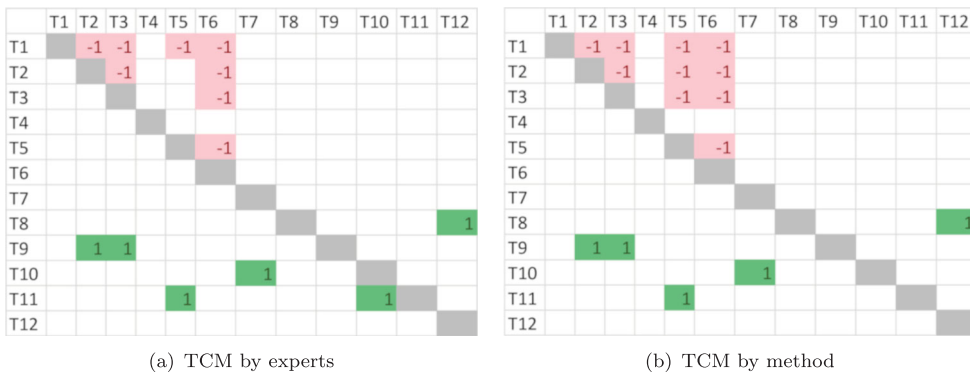 T1 T2 T3 T4 T5 T6 T7 T8 T9 T10 T11 T12
T1 -1 -1 -1 -1
T2 -1 -1
T3 -1
T4
T5 -1
T6
T7
T8 1
T9 1 1
T10 1
T11 1 1
T12
(a) TCM by experts
T1 T2 T3 T4 T5 T6 T7 T8 T9 T10 T11 T12
T1 -1 -1 -1 -1
T2 -1 -1 -1
T3 -1 -1
T4
T5 -1
T6
T7
T8 1
T9 1 1
T10 1
T11 1
T12
(b) TCM by method